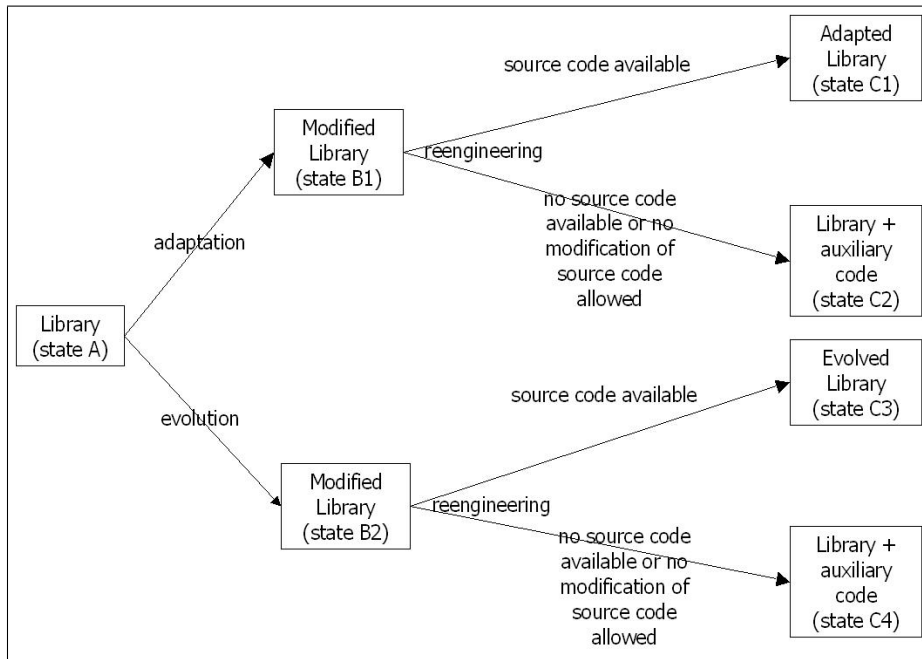 Adapted
Library
(state C1)
source code available
Modified
Library
(state B1)
reengineering
no source code
available or no
modification of
source code
allowed
Library +
auxiliary
code
(state C2)
adaptation
Library
(state A)
evolution
Evolved
Library
(state C3)
source code available
Modified
Library
(state B2)
reengineering
no source code
available or no
modification of
source code
allowed
Library +
auxiliary
code
(state C4)